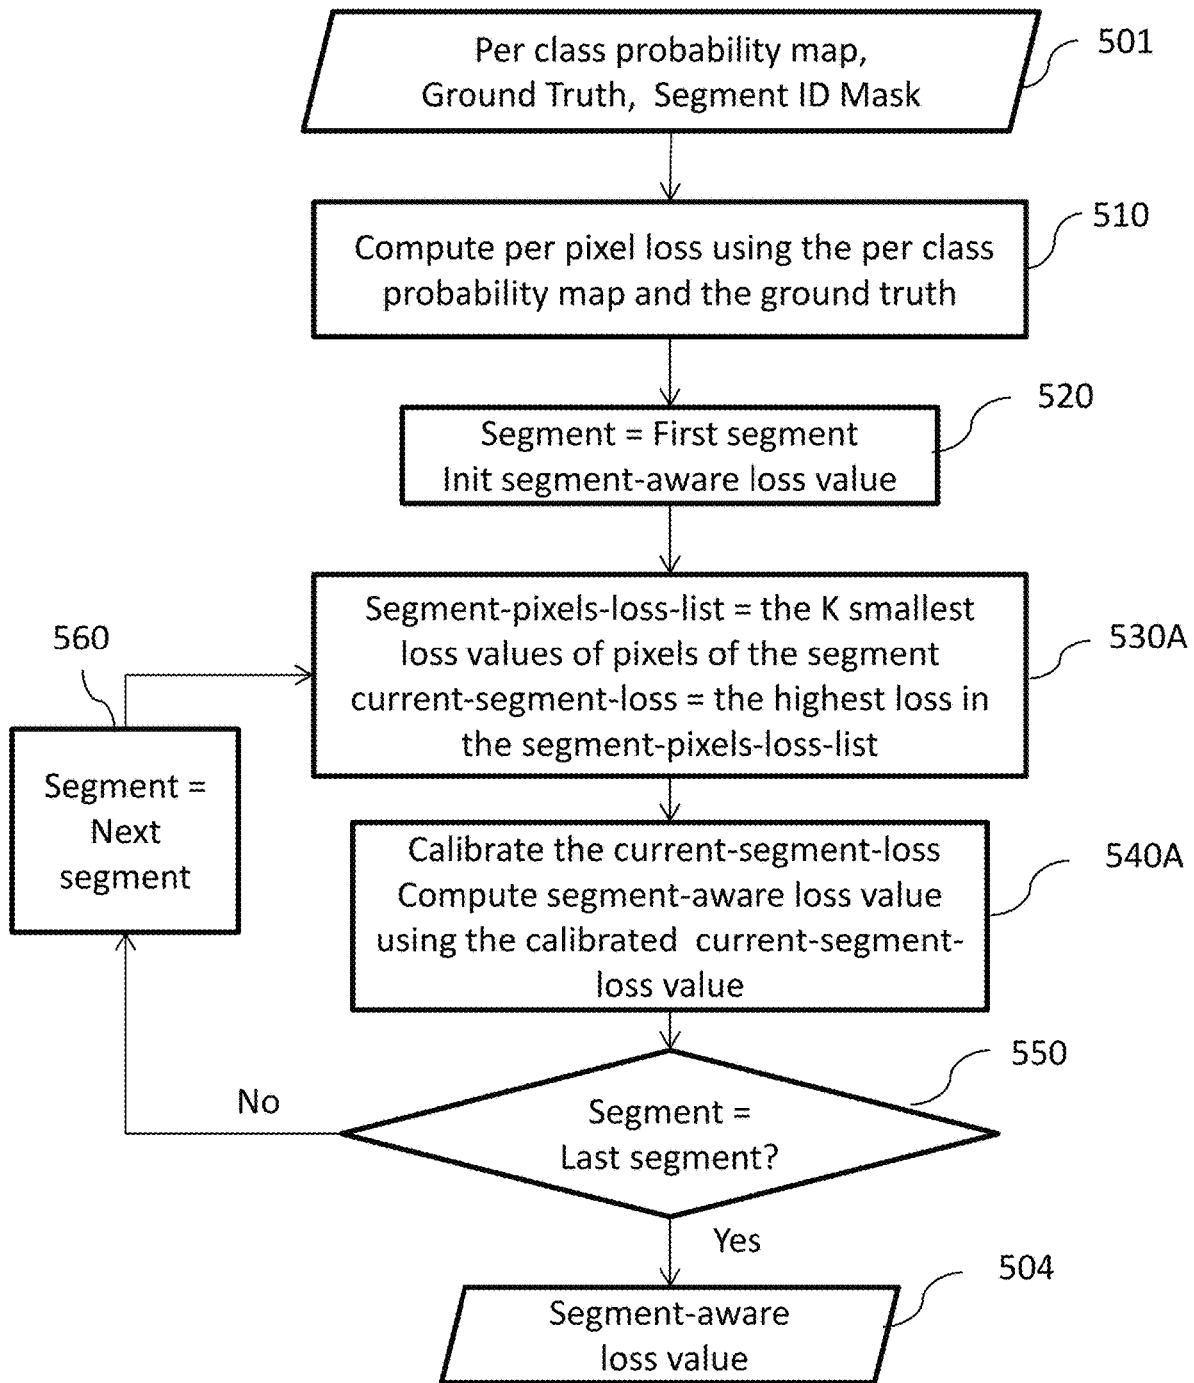 Per class probability map,
Ground Truth, Segment ID Mask
501
Compute per pixel loss using the per class
probability map and the ground truth
510
Segment = First segment
Init segment-aware loss value
520
Segment-pixels-loss-list = the K smallest
loss values of pixels of the segment
current-segment-loss = the highest loss in
the segment-pixels-loss-list
530A
560
Segment =
Next
segment
Calibrate the current-segment-loss
Compute segment-aware loss value
using the calibrated current-segment-
loss value
540A
Segment =
Last segment?
550
No
Yes
Segment-aware
loss value
504